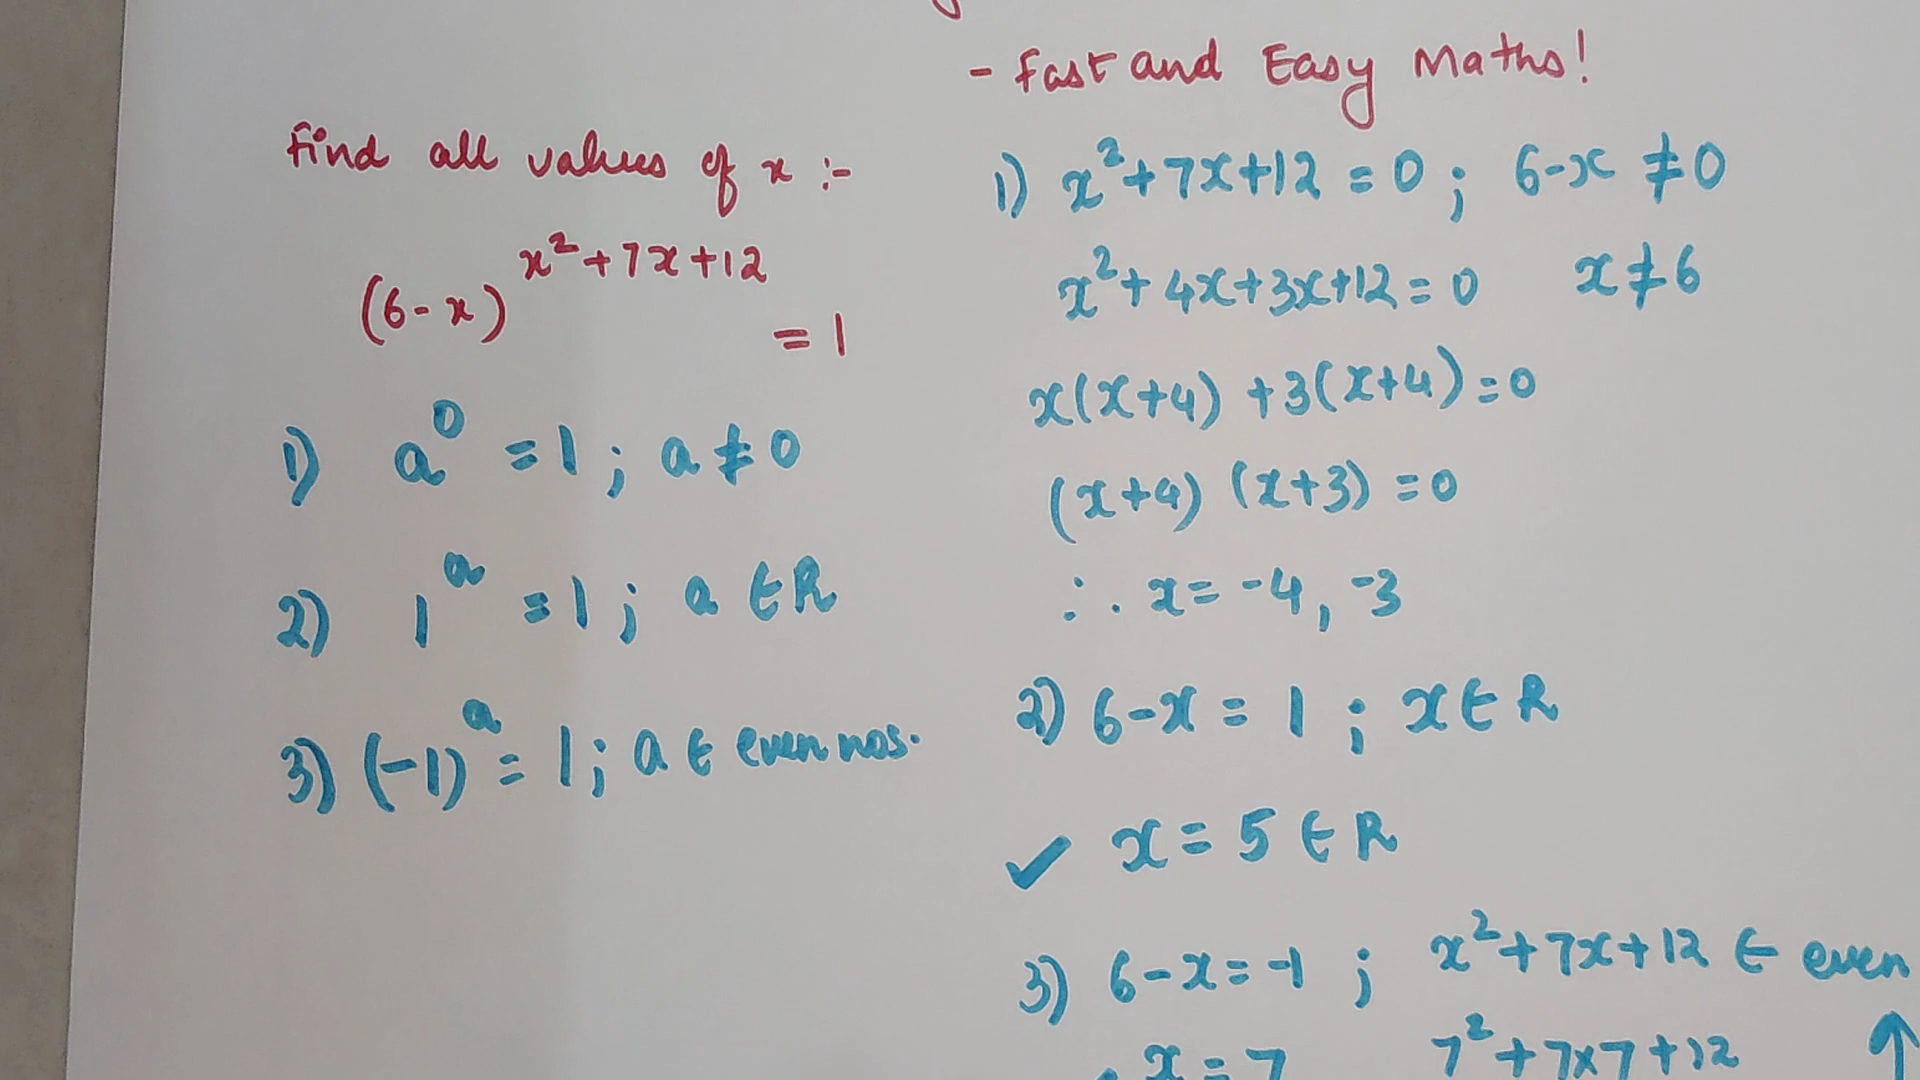 - Fast and Easy Maths!
Find all values of x :-
(6-x)^{x²+7x+12} = 1
1) a⁰ = 1 ; a ≠ 0
2) 1^a = 1 ; a ∈ R
3) (-1)^a = 1 ; a ∈ even nos.
1) x²+7x+12 = 0 ; 6-x ≠ 0
x²+4x+3x+12 = 0 x ≠ 6
x(x+4) +3(x+4) = 0
(x+4) (x+3) = 0
∴ x = -4, -3
2) 6-x = 1 ; x ∈ R
✓ x = 5 ∈ R
3) 6-x = -1 ; x²+7x+12 ∈ even
x = 7 7²+7x7+12 ↑